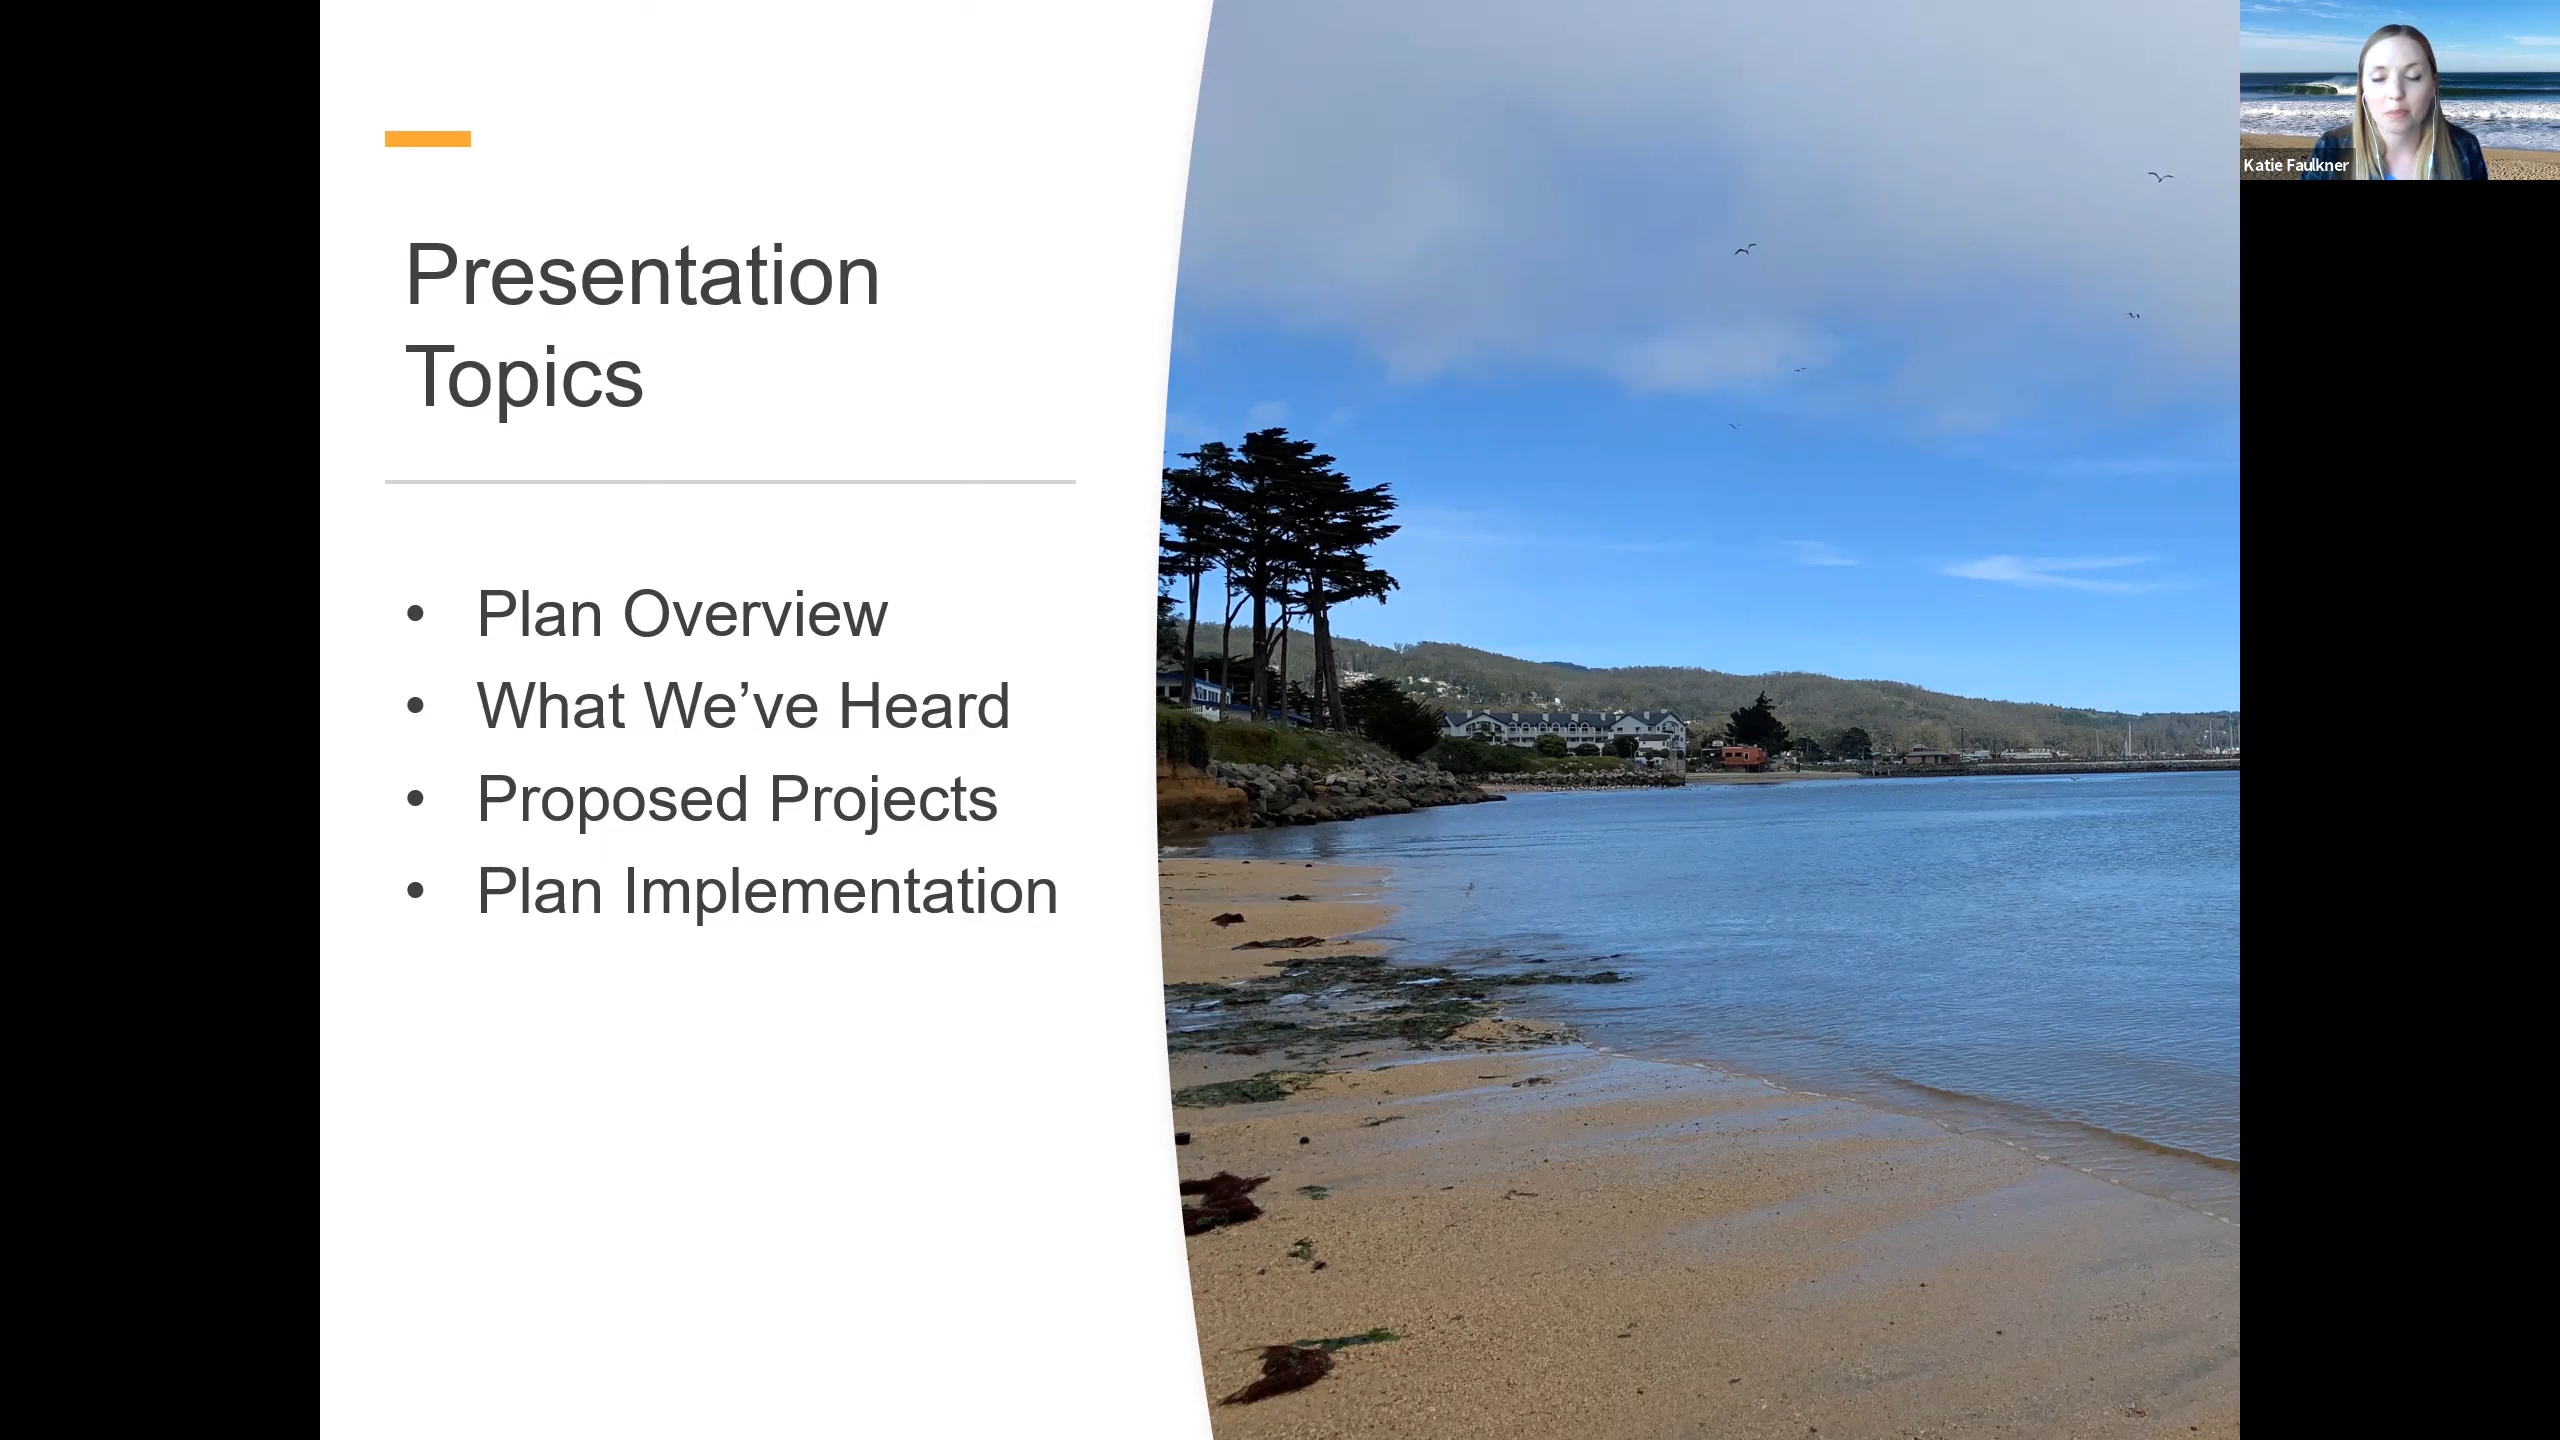 Presentation
Topics
• Plan Overview
• What We’ve Heard
• Proposed Projects
• Plan Implementation
Katie Faulkner